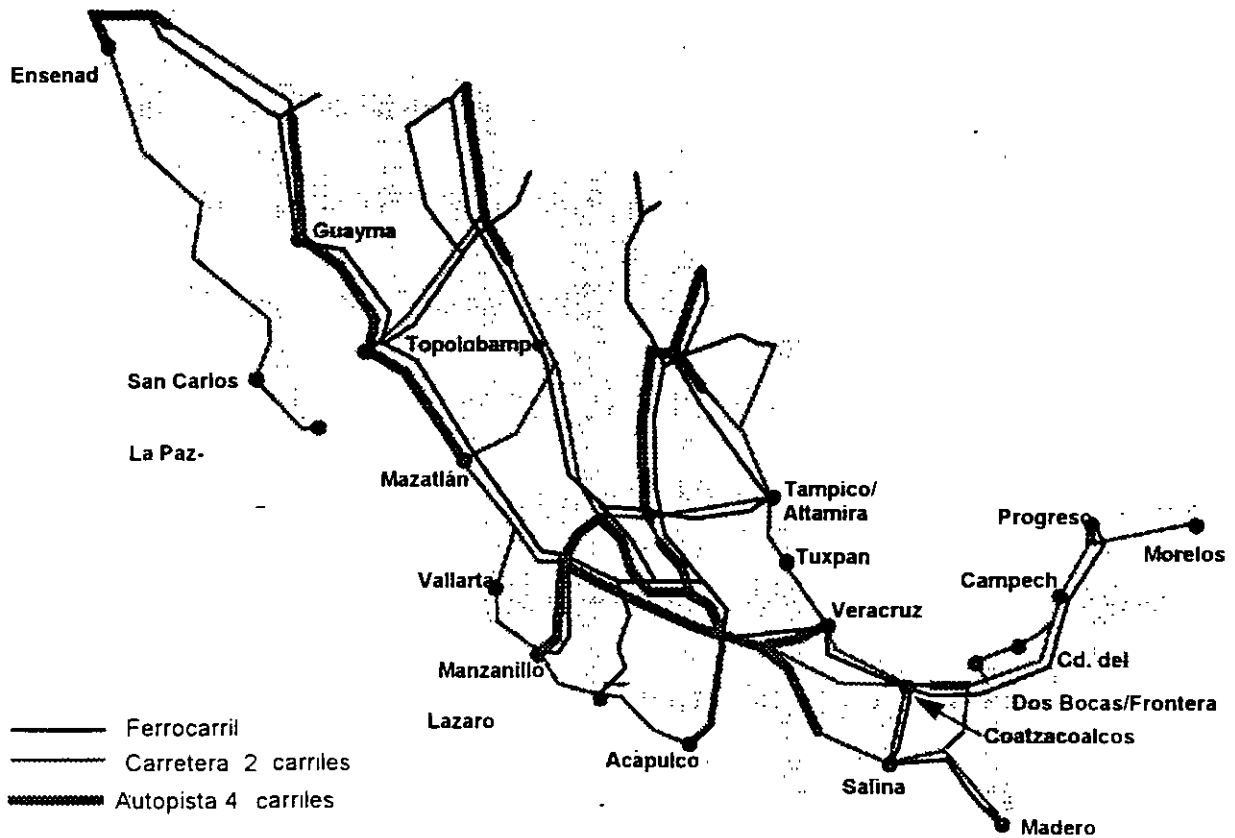 Ensenad
Guayma
Topolobampo
San Carlos
La Paz-
Mazatlán
Tampico/
Altamira
Progreso
Morelos
Tuxpan
Campech
Vallarta
Veracruz
Manzanillo
Cd. del
Lazaro
Dos Bocas/Frontera
Coatzacoalcos
Acapulco
Salina
Madero
Ferrocarril
Carretera 2 carriles
Autopista 4 carriles